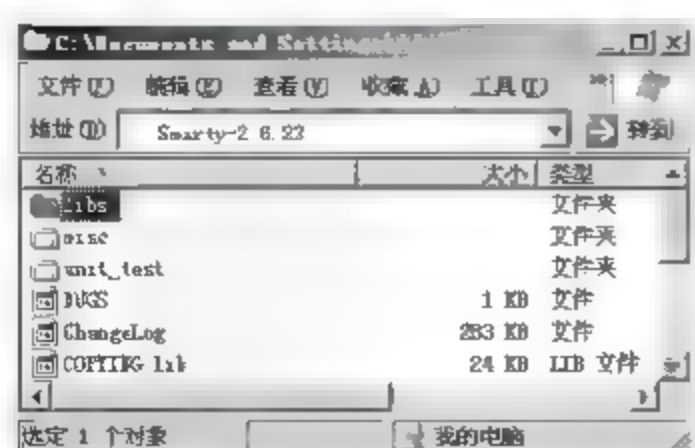 C:\Documents and Settings\
文件(F) 编辑(E) 查看(V) 收藏(A) 工具(T) »
地址(D) Smarty-2.6.23 转到
名称 大小 类型
libs 文件夹
misc 文件夹
unit_test 文件夹
BUGS 1 KB 文件
ChangeLog 283 KB 文件
COPYING.lib 24 KB LIB 文件
选定 1 个对象 我的电脑